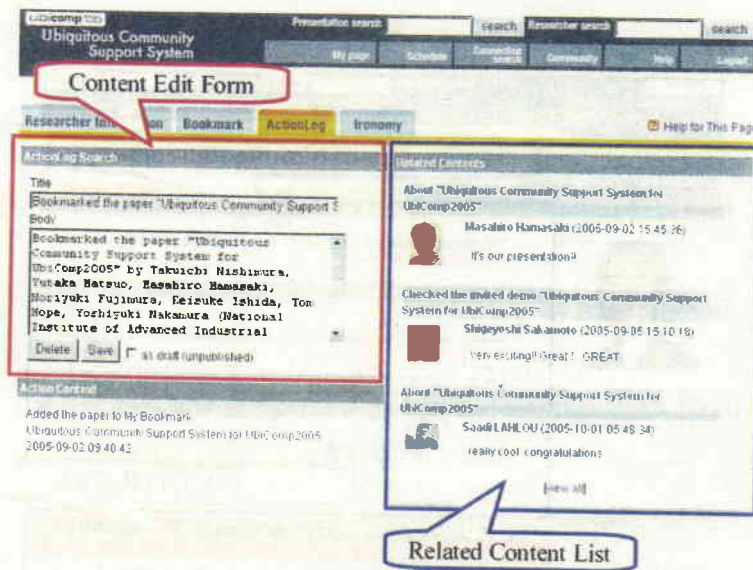 ubicomp
Ubiquitous Community
Support System
Presentation search
search
Researcher search
search
My page
Schedule
Connection search
Community
Help
Logout
Content Edit Form
Researcher
Bookmark
ActionLog
Ironomy
Help for This Page
ActionLog Search
Title
Bookmarked the paper "Ubiquitous Community Support S
Body
Bookmarked the paper "Ubiquitous
Community Support System for
UbiComp2005" by Takuichi Nishimura,
Yutaka Matsuo, Masahiro Hamasaki,
Noriyuki Fujimura, Keisuke Ishida, Tom
Hope, Yoshiyuki Nakamura (National
Institute of Advanced Industrial
Delete
Save
as draft (unpublished)
Action Context
Added the paper to My Bookmark
Ubiquitous Community Support System for UbiComp2005
2005-09-02 09:40:43
Related Contents
About "Ubiquitous Community Support System for
UbiComp2005"
Masahiro Hamasaki (2005-09-02 15:45:36)
It's our presentation!!
Checked the invited demo "Ubiquitous Community Support
System for UbiComp2005"
Shigeyoshi Sakamoto (2005-09-05 15:10:18)
Very exciting!! Great! GREAT
About "Ubiquitous Community Support System for
UbiComp2005"
Saadi LAHLOU (2005-10-01 05:48:34)
really cool. congratulations
[view all]
Related Content List